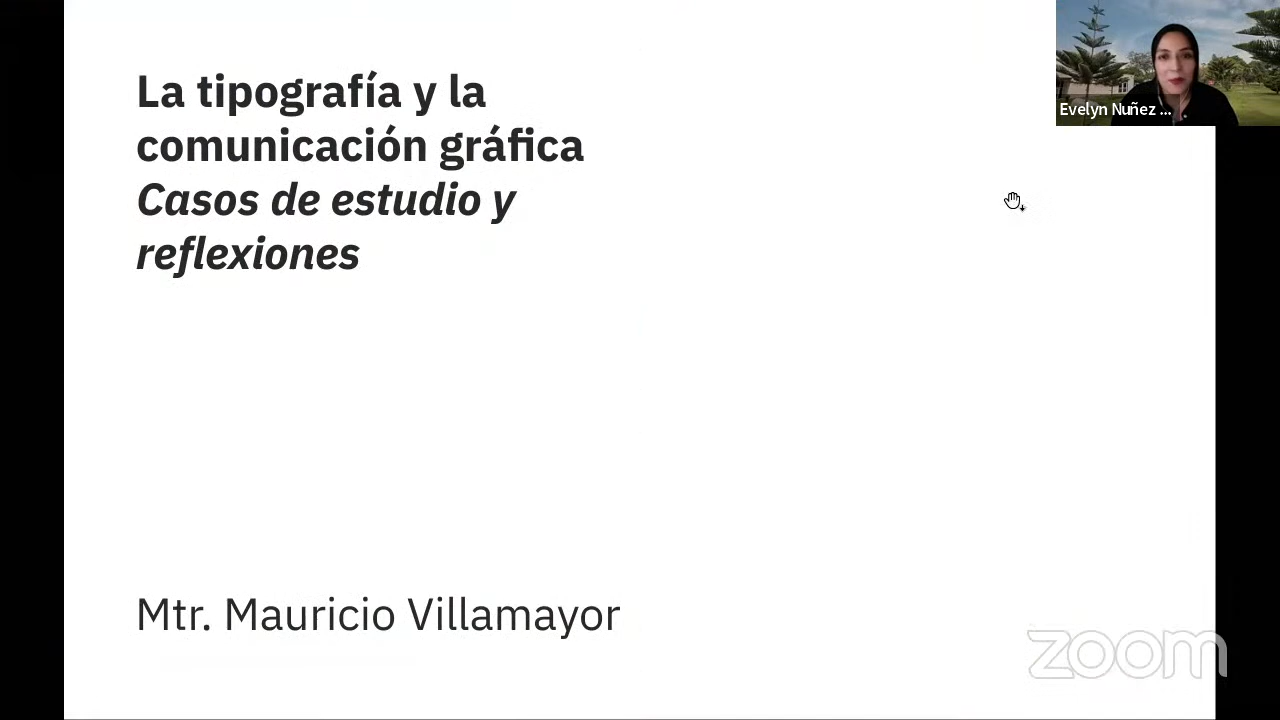 La tipografía y la
comunicación gráfica
Casos de estudio y
reflexiones
Mtr. Mauricio Villamayor
Evelyn Nuñez ...
zoom